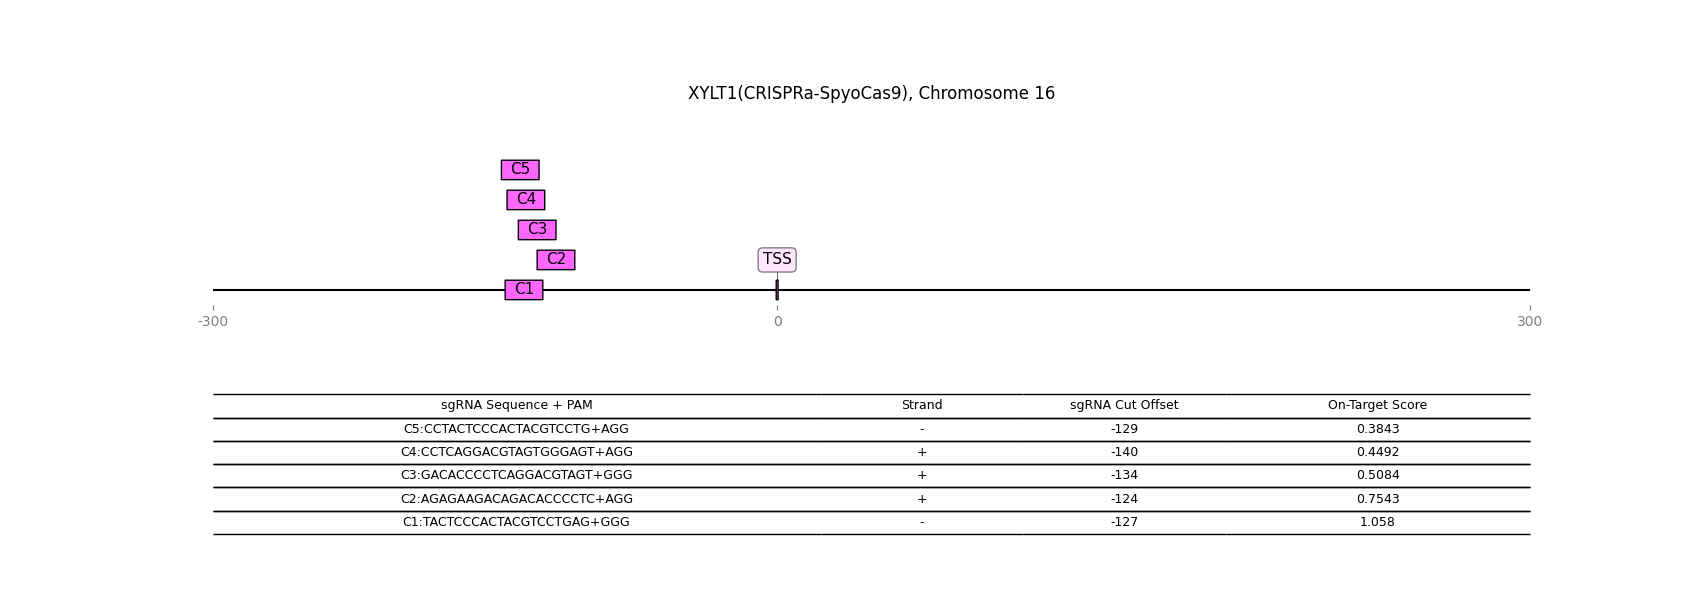 XYLT1(CRISPRa-SpyoCas9), Chromosome 16
C5
C4
C3
C2 TSS
C1
-300 0 300
sgRNA Sequence + PAM Strand sgRNA Cut Offset On-Target Score
C5:CCTACTCCCACTACGTCCTG+AGG - -129 0.3843
C4:CCTCAGGACGTAGTGGGAGT+AGG + -140 0.4492
C3:GACACCCCTCAGGACGTAGT+GGG + -134 0.5084
C2:AGAGAAGACAGACACCCCTC+AGG + -124 0.7543
C1:TACTCCCACTACGTCCTGAG+GGG - -127 1.058